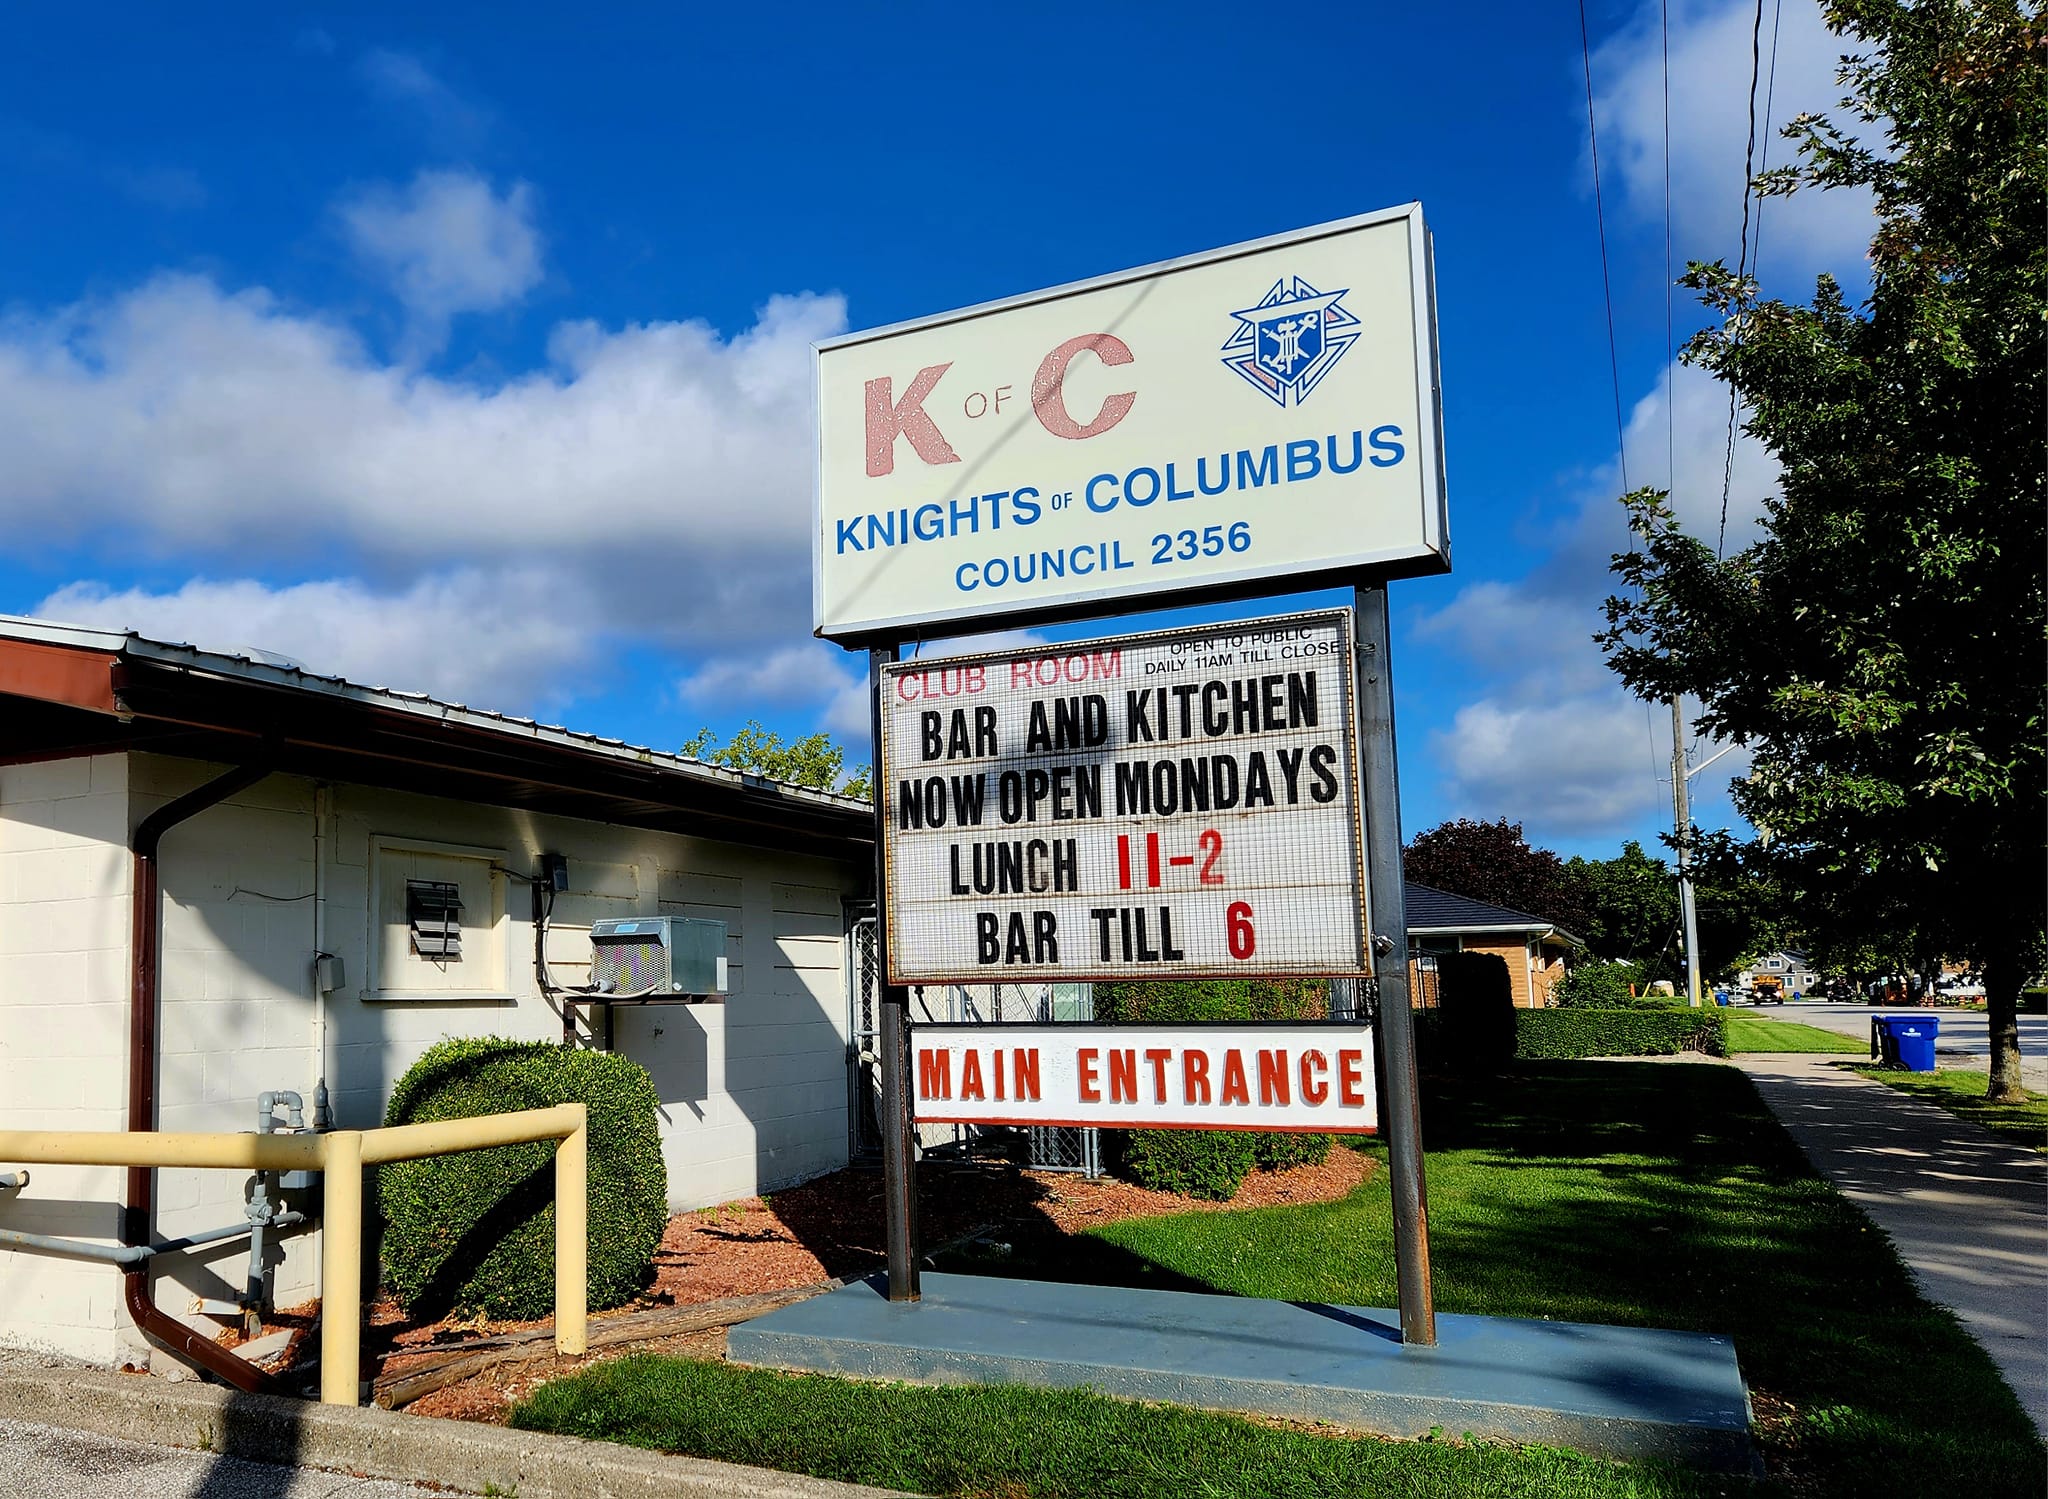 K OF C
KNIGHTS OF COLUMBUS
COUNCIL 2356
CLUB ROOM
OPEN TO PUBLIC
DAILY 11AM TILL CLOSE
BAR AND KITCHEN
NOW OPEN MONDAYS
LUNCH 11-2
BAR TILL 6
MAIN ENTRANCE